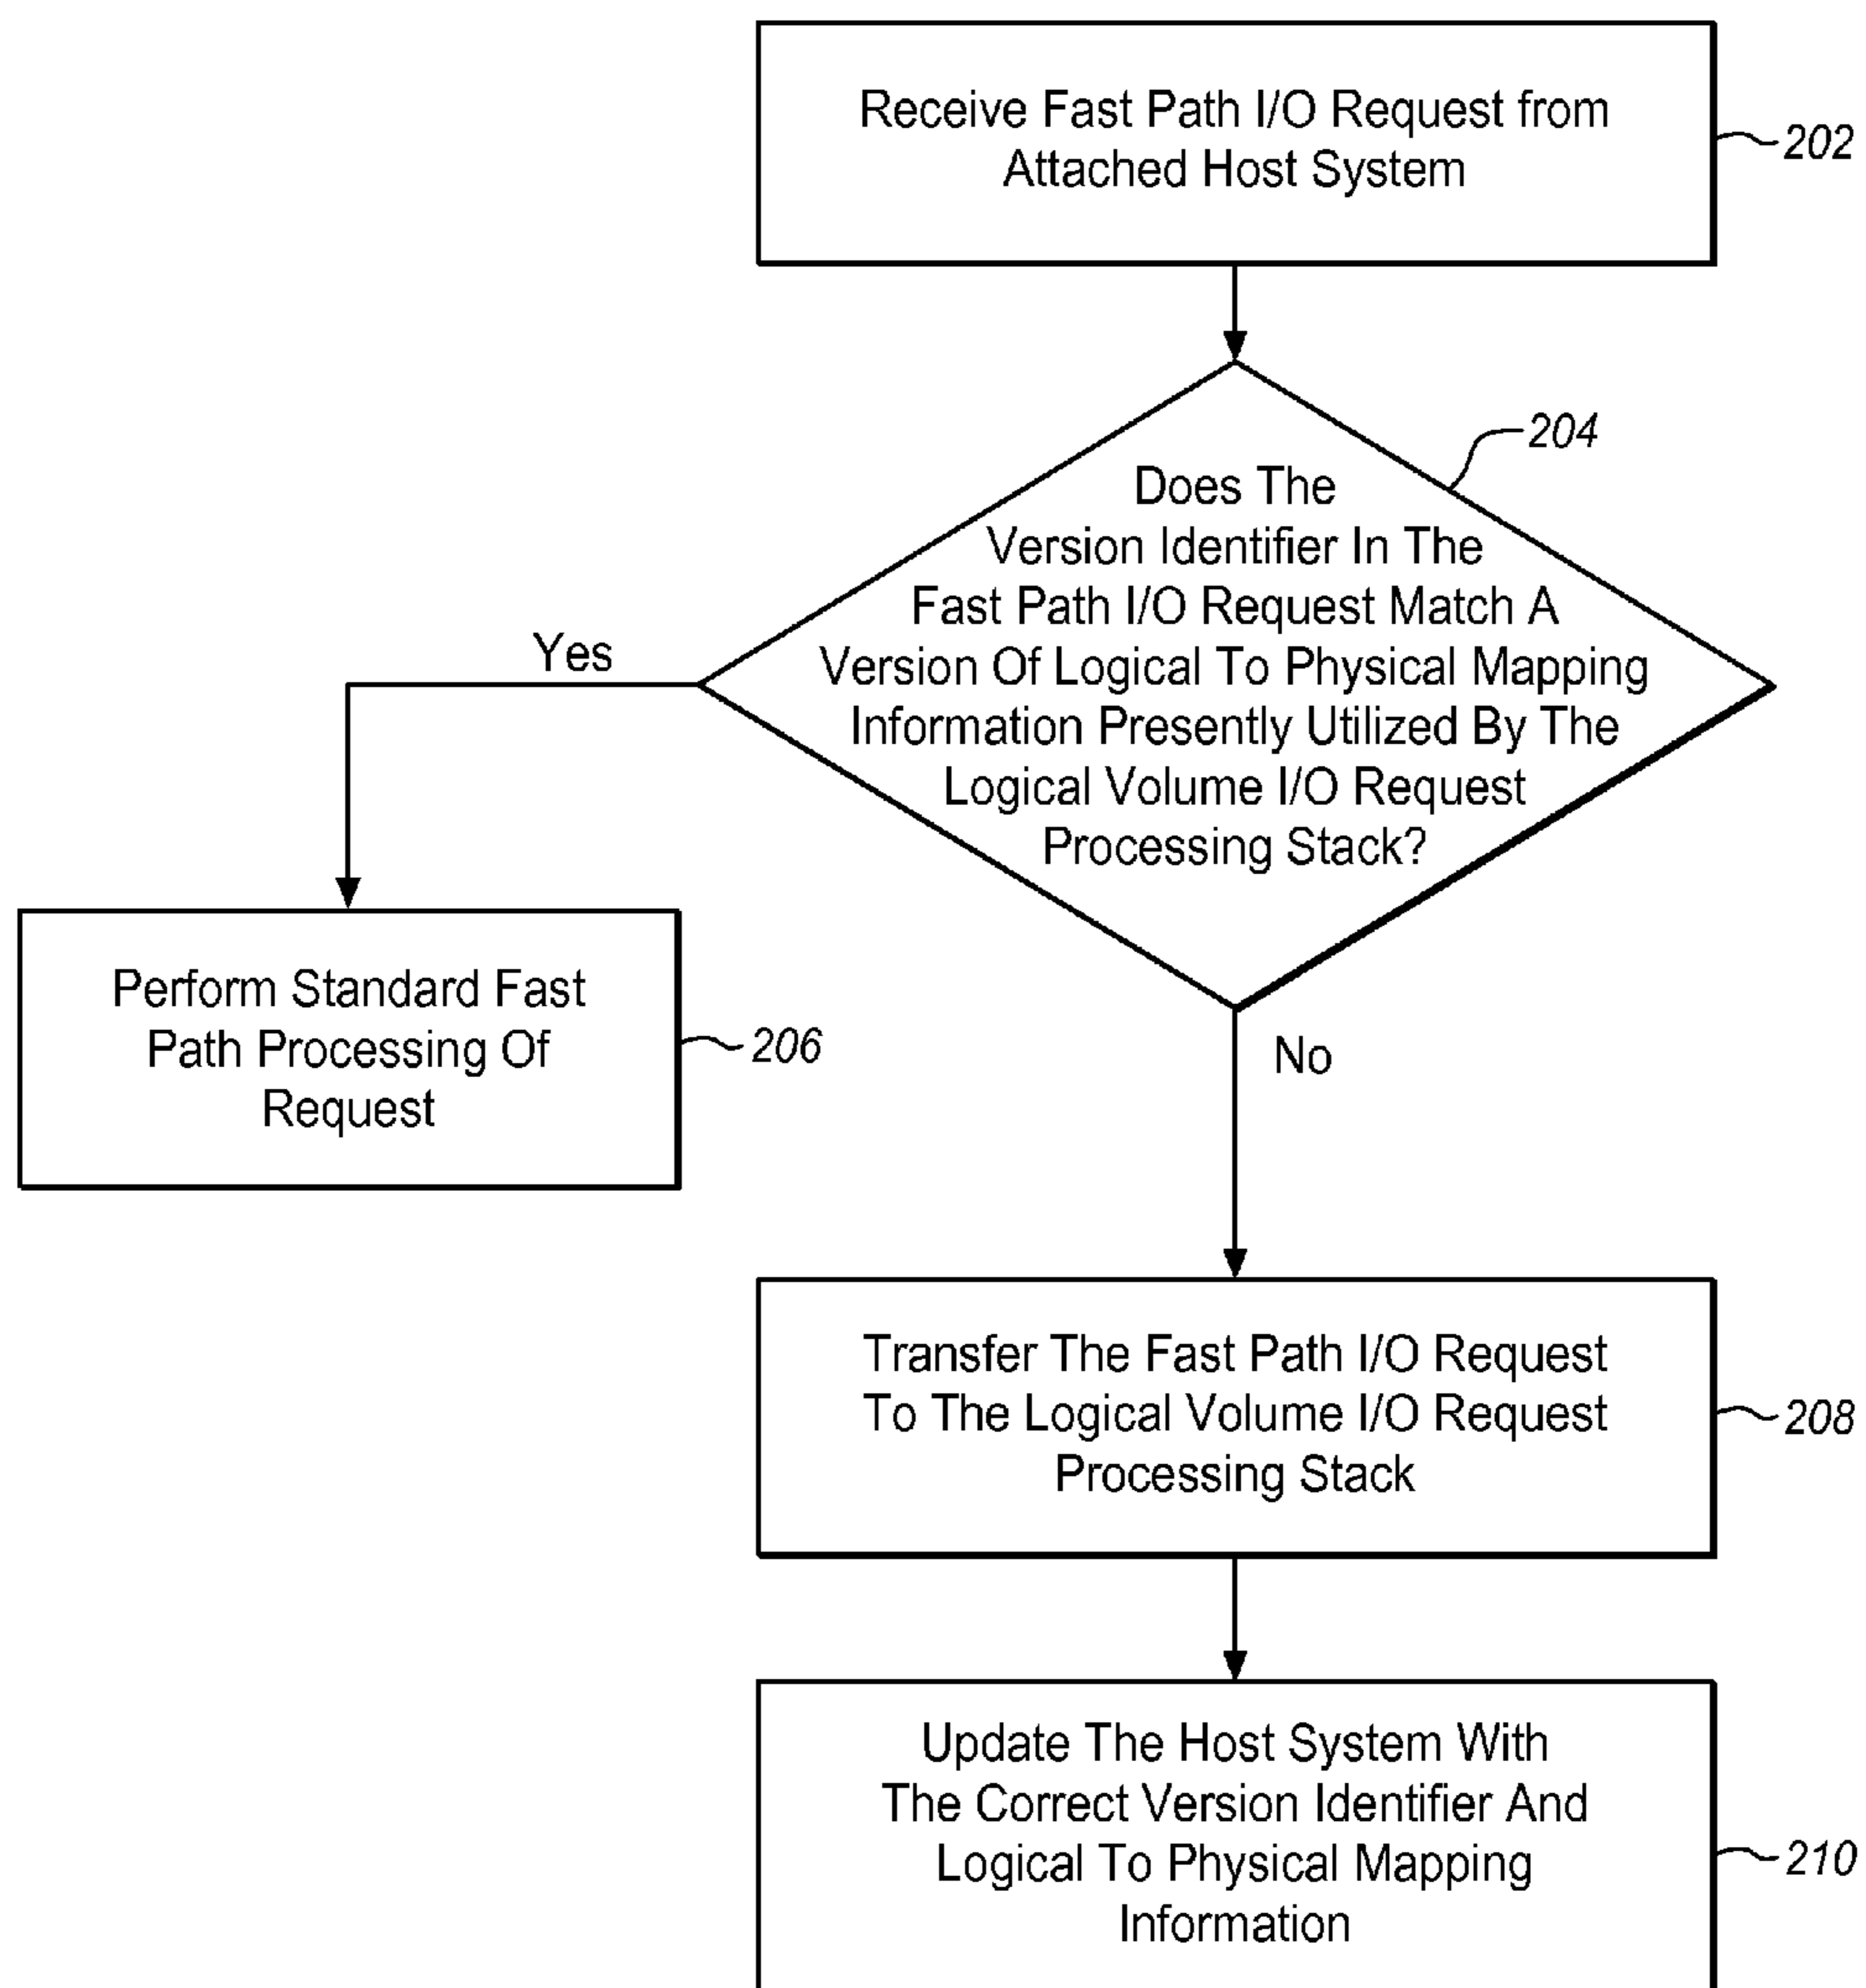 Receive Fast Path I/O Request from
Attached Host System
202
204
Does The
Version Identifier In The
Fast Path I/O Request Match A
Version Of Logical To Physical Mapping
Information Presently Utilized By The
Logical Volume I/O Request
Processing Stack?
Yes
No
Perform Standard Fast
Path Processing Of
Request
206
Transfer The Fast Path I/O Request
To The Logical Volume I/O Request
Processing Stack
208
Update The Host System With
The Correct Version Identifier And
Logical To Physical Mapping
Information
210